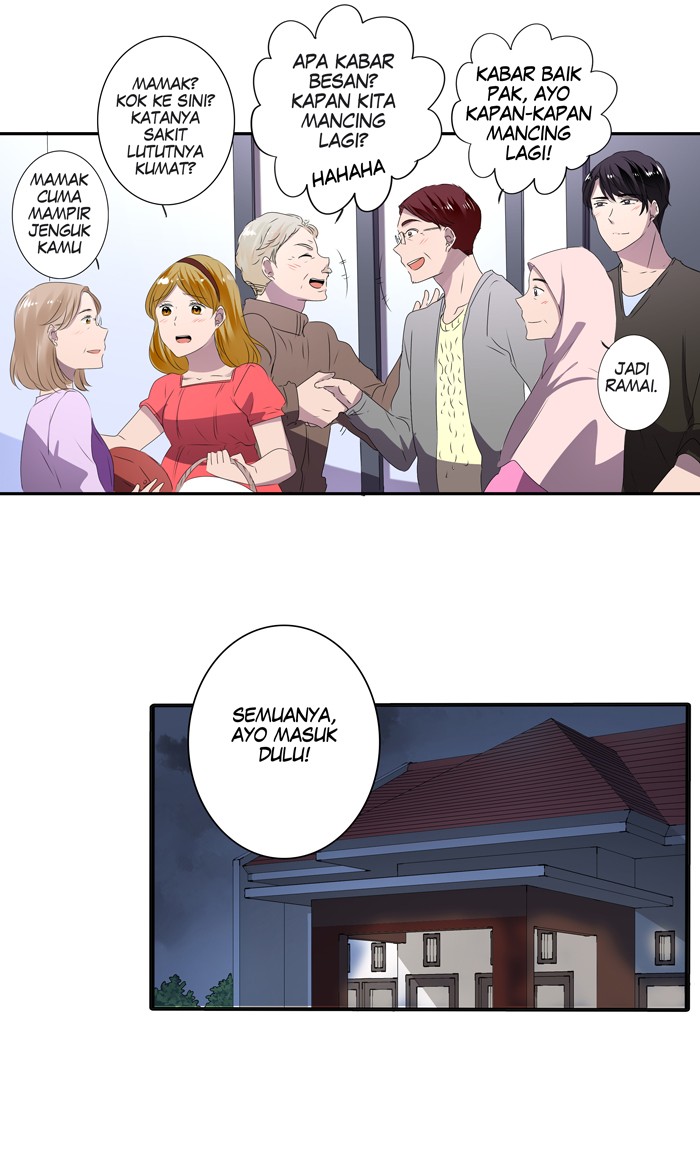 MAMAK
CUMA
MAMPIR
JENGUK
KAMU
MAMAK?
KOK KE SINI?
KATANYA
SAKIT
LUTUTNYA
KUMAT?
APA KABAR
BESAN?
KAPAN KITA
MANCING
LAGI?
HAHAHA
KABAR BAIK
PAK, AYO
KAPAN-KAPAN
MANCING
LAGI!
JADI
RAMAI.
SEMUANYA,
AYO MASUK
DULU!